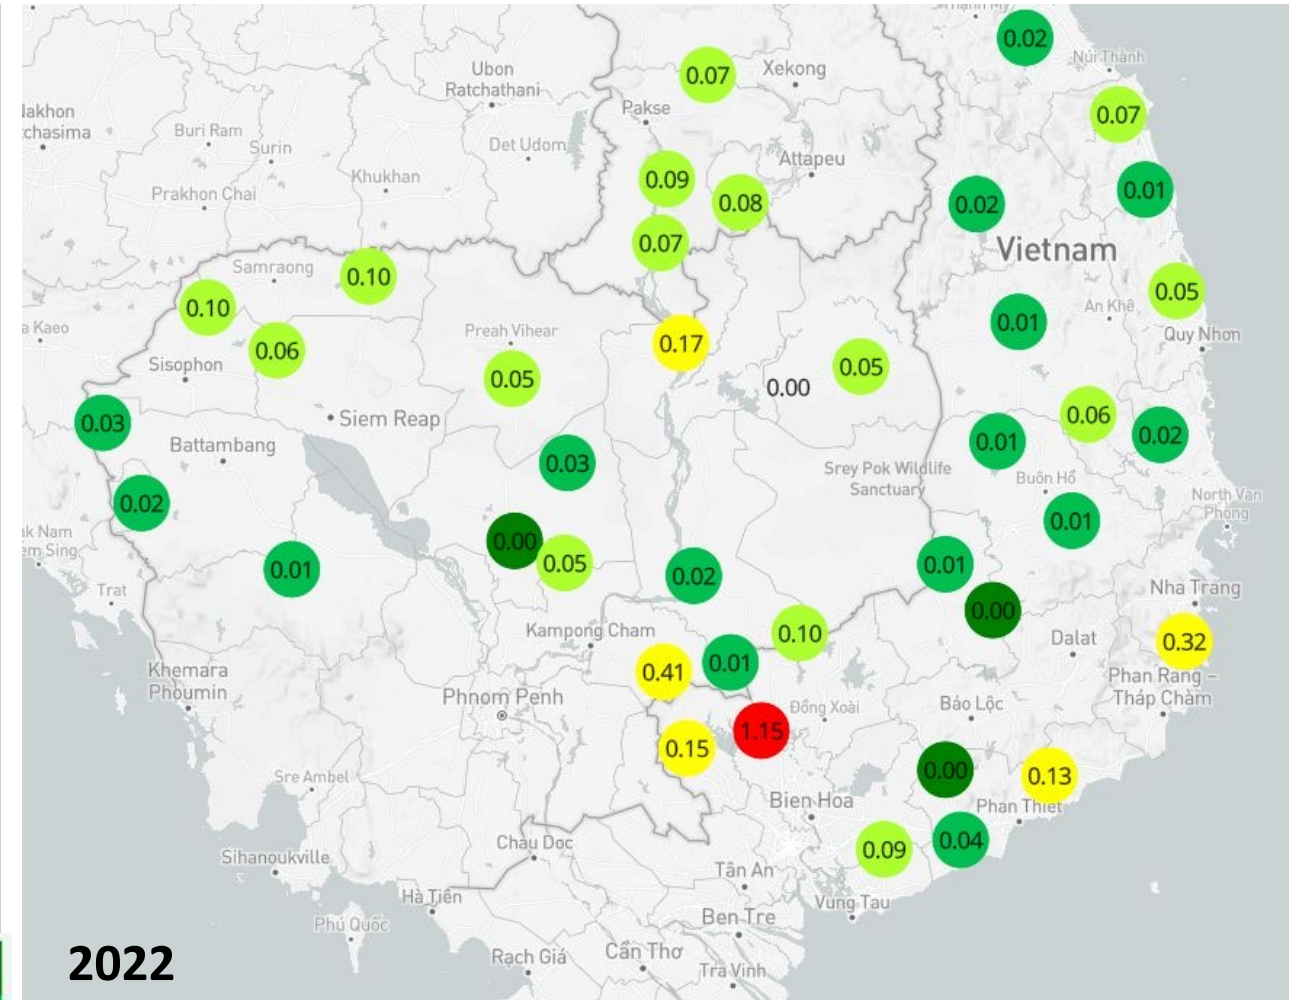 0.02
Núi Thành
Ubon
Ratchathani
0.07
Xekong
Pakse
0.07
Buri Ram
Surin
Det Udom
Attapeu
Khukhan
Prakhon Chai
0.09
0.08
0.02
0.01
0.07
Vietnam
Samraong
0.10
0.10
0.05
An Khê
0.01
Quy Nhơn
0.17
Preah Vihear
0.06
Sisophon
0.05
0.00
0.05
0.03
Siem Reap
0.06
0.02
0.01
Battambang
0.03
Srey Pok Wildlife
Sanctuary
Buôn Hồ
North Van
Phong
0.02
0.01
0.00
0.05
0.01
0.02
0.01
Trat
Nha Trang
0.00
Kampong Cham
0.10
Dalat
0.32
0.41
0.01
Khemara
Phoumin
Phan Rang –
Tháp Chàm
Phnom Penh
Đồng Xoài
Bảo Lộc
1.15
0.15
0.00
0.13
Sre Ambel
Bien Hoa
Phan Thiet
0.04
0.09
Chau Doc
Sihanoukville
Tân An
Hà Tiên
Vung Tau
Phú Quốc
Ben Tre
Rạch Giá
Cần Thơ
Tra Vinh
2022